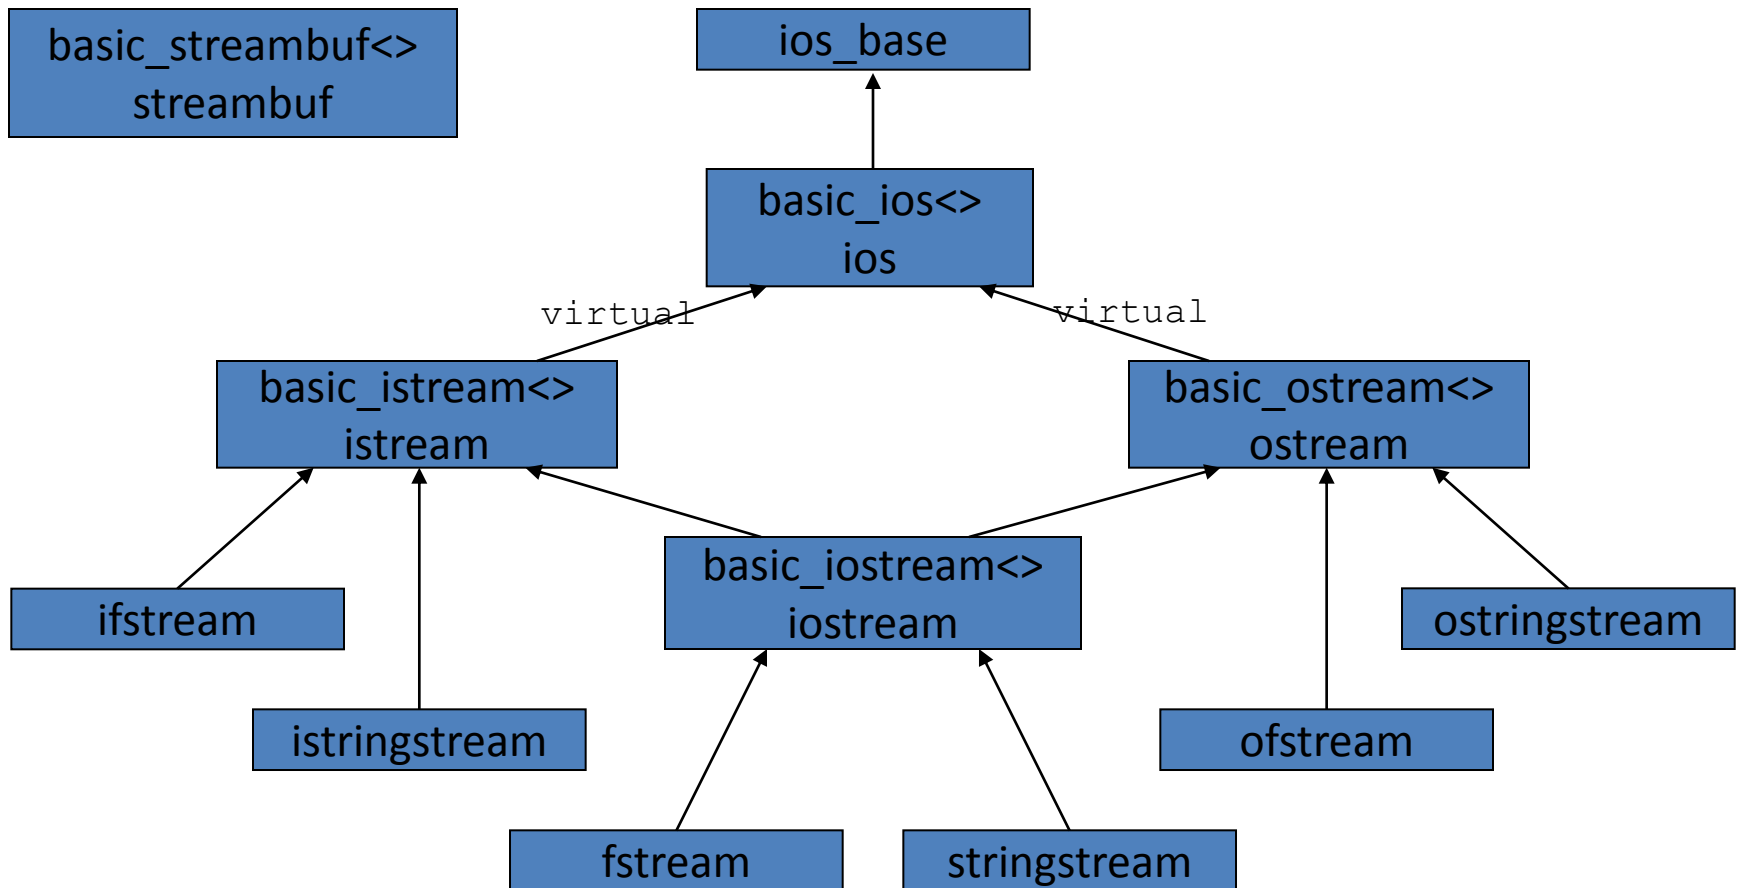 basic_streambuf<>
streambuf
ios_base
basic_ios<>
ios
virtual
virtual
basic_istream<>
istream
basic_ostream<>
ostream
basic_iostream<>
iostream
ifstream
ostringstream
istringstream
ofstream
fstream
stringstream